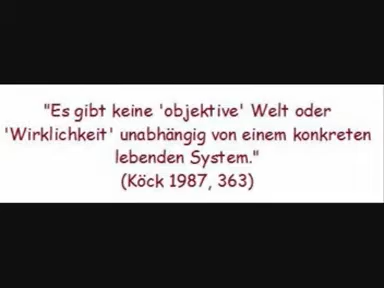 "Es gibt keine 'objektive' Welt oder
'Wirklichkeit' unabhängig von einem konkreten
lebenden System."
(Köck 1987, 363)